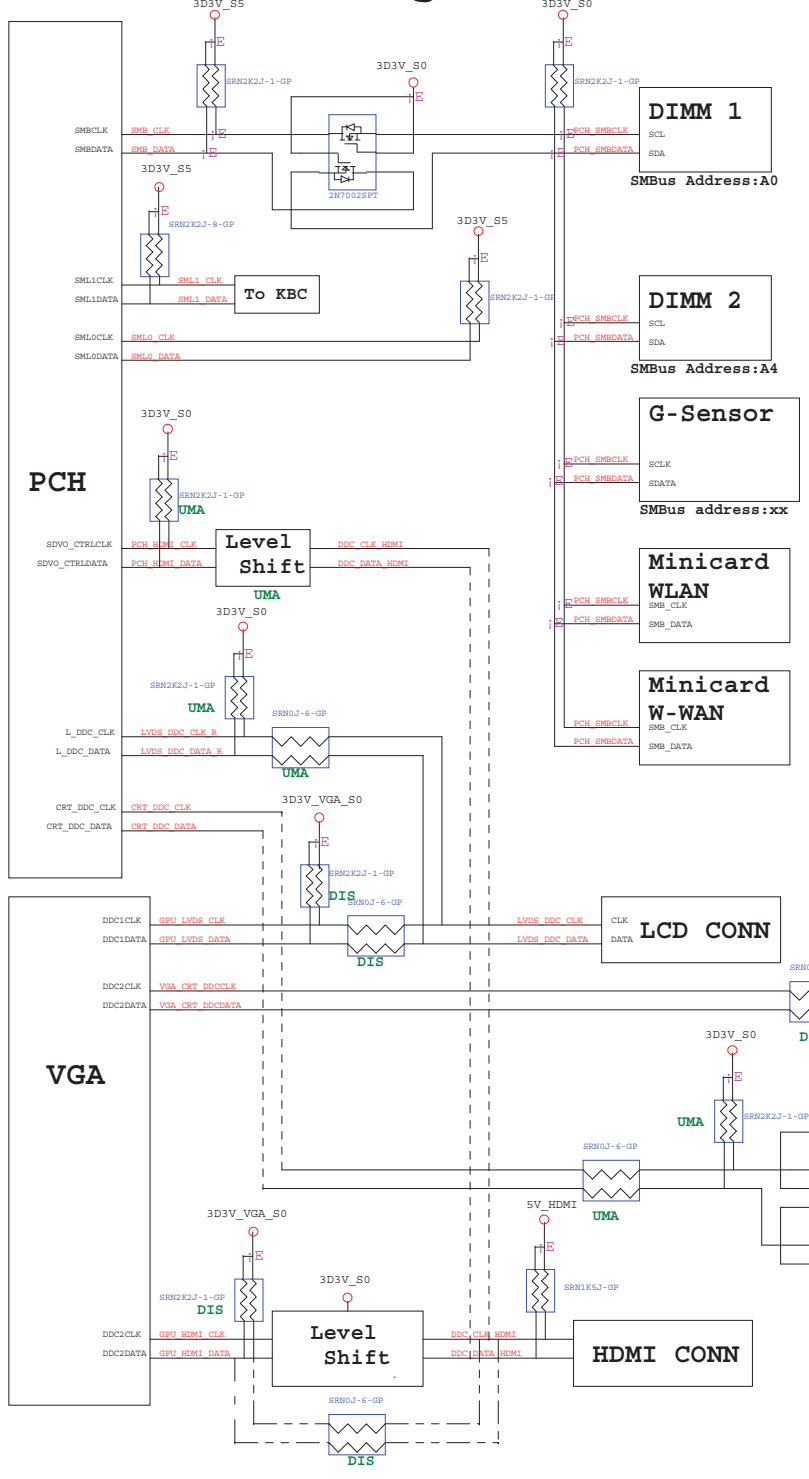 3D3V_S5
3D3V_S0
SRN2K2J-1-GP
3D3V_S0
SRN2K2J-1-GP
DIMM 1
SMBCLK
SMB_CLK
PCH_SMBCLK
SCL
SMBDATA
SMB_DATA
PCH_SMBDATA
SDA
SMBus Address:A0
3D3V_S5
2N7002SPT
SRN2K2J-8-GP
3D3V_S5
SML1CLK
SML1_CLK
SML1DATA
SML1_DATA
To KBC
SRN2K2J-1-GP
DIMM 2
PCH_SMBCLK
SCL
SML0CLK
SML0_CLK
PCH_SMBDATA
SDA
SML0DATA
SML0_DATA
SMBus Address:A4
3D3V_S0
G-Sensor
PCH_SMBCLK
SCLK
PCH_SMBDATA
SDATA
SMBus address:xx
PCH
SRN2K2J-1-GP
UMA
SDVO_CTRLCLK
PCH_HDMI_CLK
Level
Shift
DDC_CLK_HDMI
SDVO_CTRLDATA
PCH_HDMI_DATA
DDC_DATA_HDMI
UMA
Minicard
WLAN
PCH_SMBCLK
SMB_CLK
PCH_SMBDATA
SMB_DATA
3D3V_S0
SRN2K2J-1-GP
UMA
SRN0J-6-GP
Minicard
W-WAN
PCH_SMBCLK
SMB_CLK
PCH_SMBDATA
SMB_DATA
L_DDC_CLK
LVDS_DDC_CLK_R
L_DDC_DATA
LVDS_DDC_DATA_R
UMA
3D3V_VGA_S0
CRT_DDC_CLK
CRT_DDC_CLK
CRT_DDC_DATA
CRT_DDC_DATA
SRN2K2J-1-GP
DIS
SRN0J-6-GP
DDC1CLK
GPU_LVDS_CLK
LVDS_DDC_CLK
CLK
DDC1DATA
GPU_LVDS_DATA
LVDS_DDC_DATA
DATA
LCD CONN
DIS
DDC2CLK
VGA_CRT_DDCCLK
DDC2DATA
VGA_CRT_DDCDATA
VGA
3D3V_S0
SRN2K2J-1-GP
UMA
SRN0J-6-GP
UMA
3D3V_VGA_S0
5V_HDMI
3D3V_S0
SRN2K2J-1-GP
DIS
SRN1K5J-GP
DDC2CLK
GPU_HDMI_CLK
Level
Shift
DDC_CLK_HDMI
DDC2DATA
GPU_HDMI_DATA
DDC_DATA_HDMI
HDMI CONN
SRN0J-6-GP
DIS